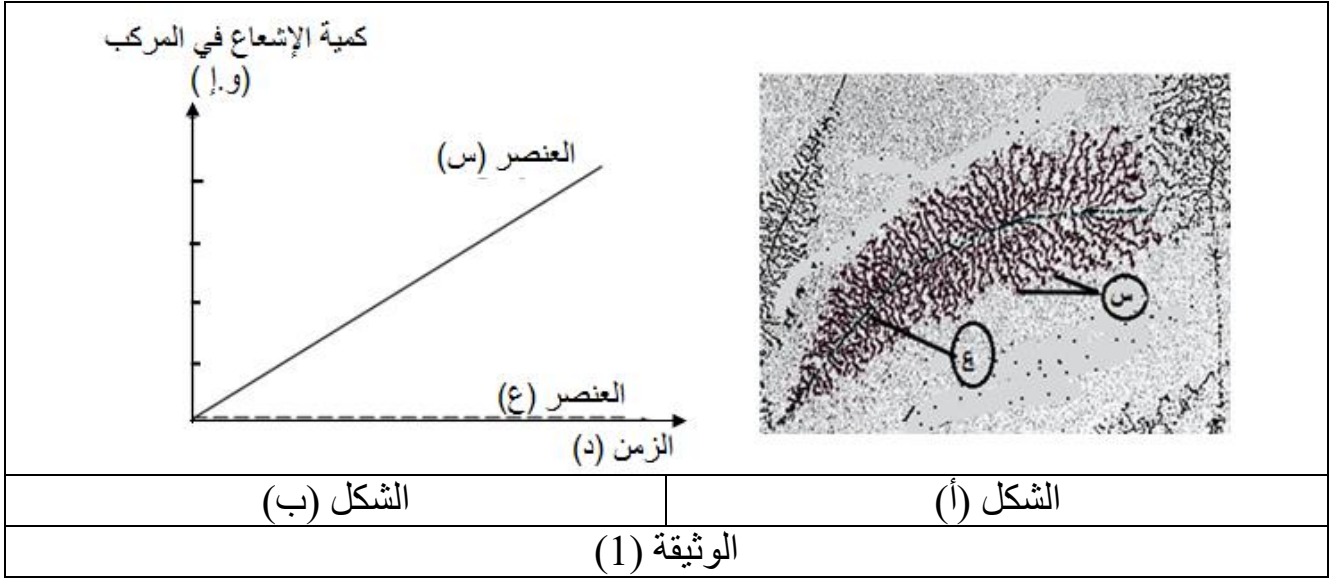 كمية الإشعاع في المركب
(و.إ)
العنصر (س)
العنصر (ع)
الزمن (د)
س
ع
الشكل (أ)
الشكل (ب)
الوثيقة (1)